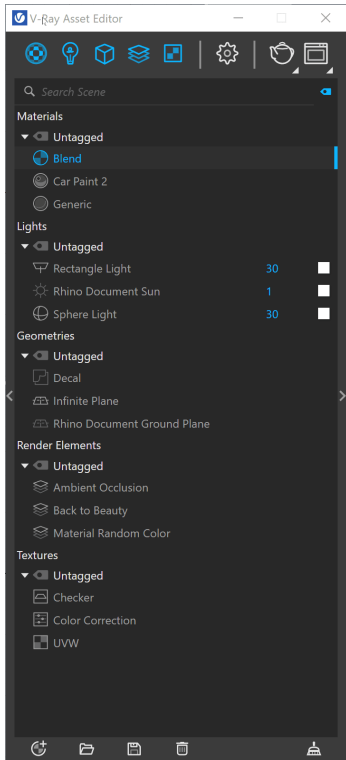 V-Ray Asset Editor
Search Scene
Materials
Untagged
Blend
Car Paint 2
Generic
Lights
Untagged
Rectangle Light 30
Rhino Document Sun 1
Sphere Light 30
Geometries
Untagged
Decal
Infinite Plane
Rhino Document Ground Plane
Render Elements
Untagged
Ambient Occlusion
Back to Beauty
Material Random Color
Textures
Untagged
Checker
Color Correction
UVW